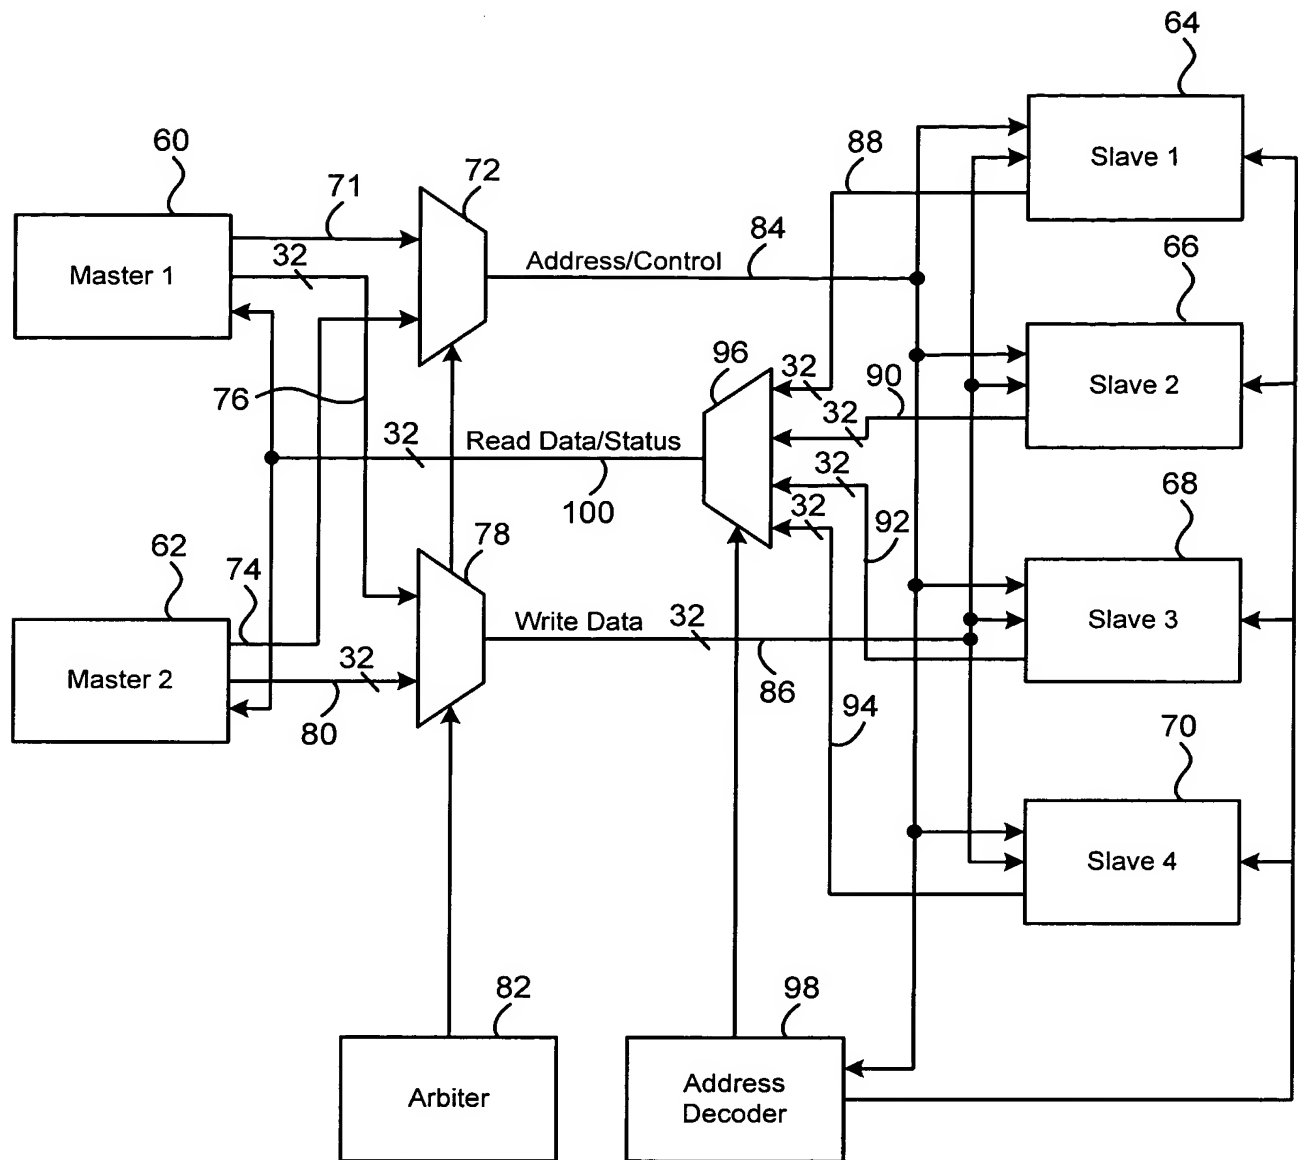 64
60
72
88
71
Slave 1
32
84
66
Address/Control
Master 1
96
32
90
Slave 2
76
32
32
Read Data/Status
32
100
32
68
92
62
74
78
Write Data
32
Slave 3
Master 2
32
86
80
94
70
Slave 4
82
98
Arbiter
Address
Decoder